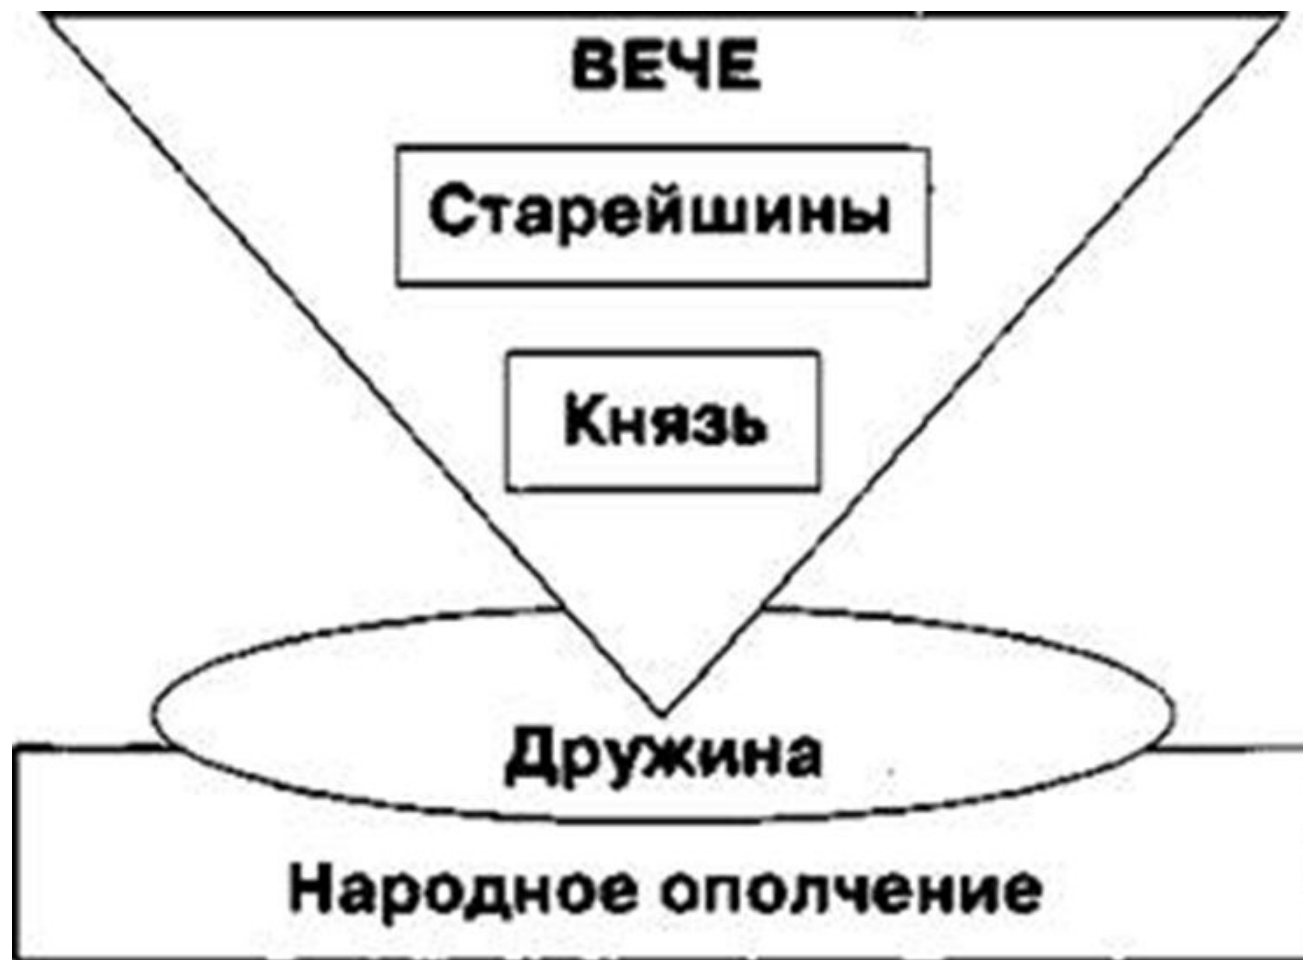 ВЕЧЕ
Старейшины
Князь
Дружина
Народное ополчение